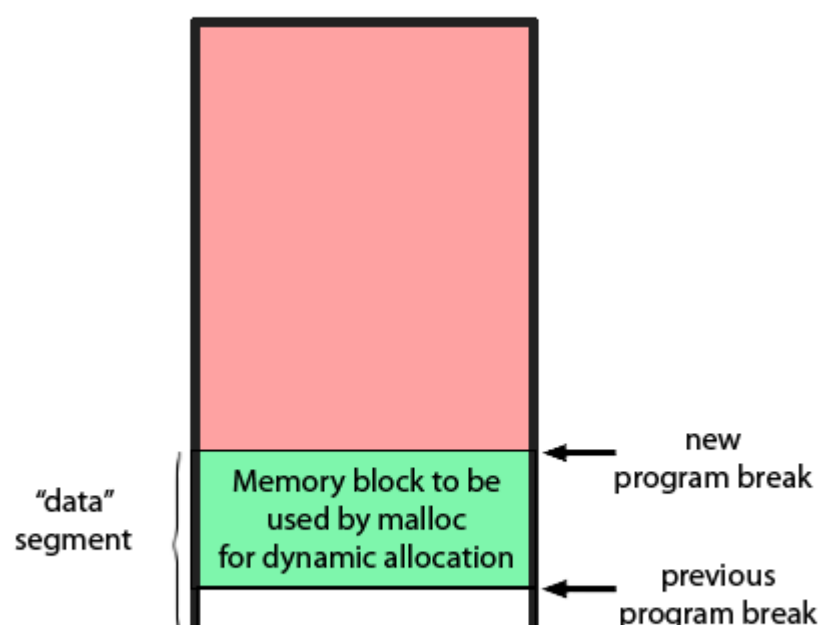 new
program break
Memory block to be
used by malloc
for dynamic allocation
“data”
segment
previous
program break